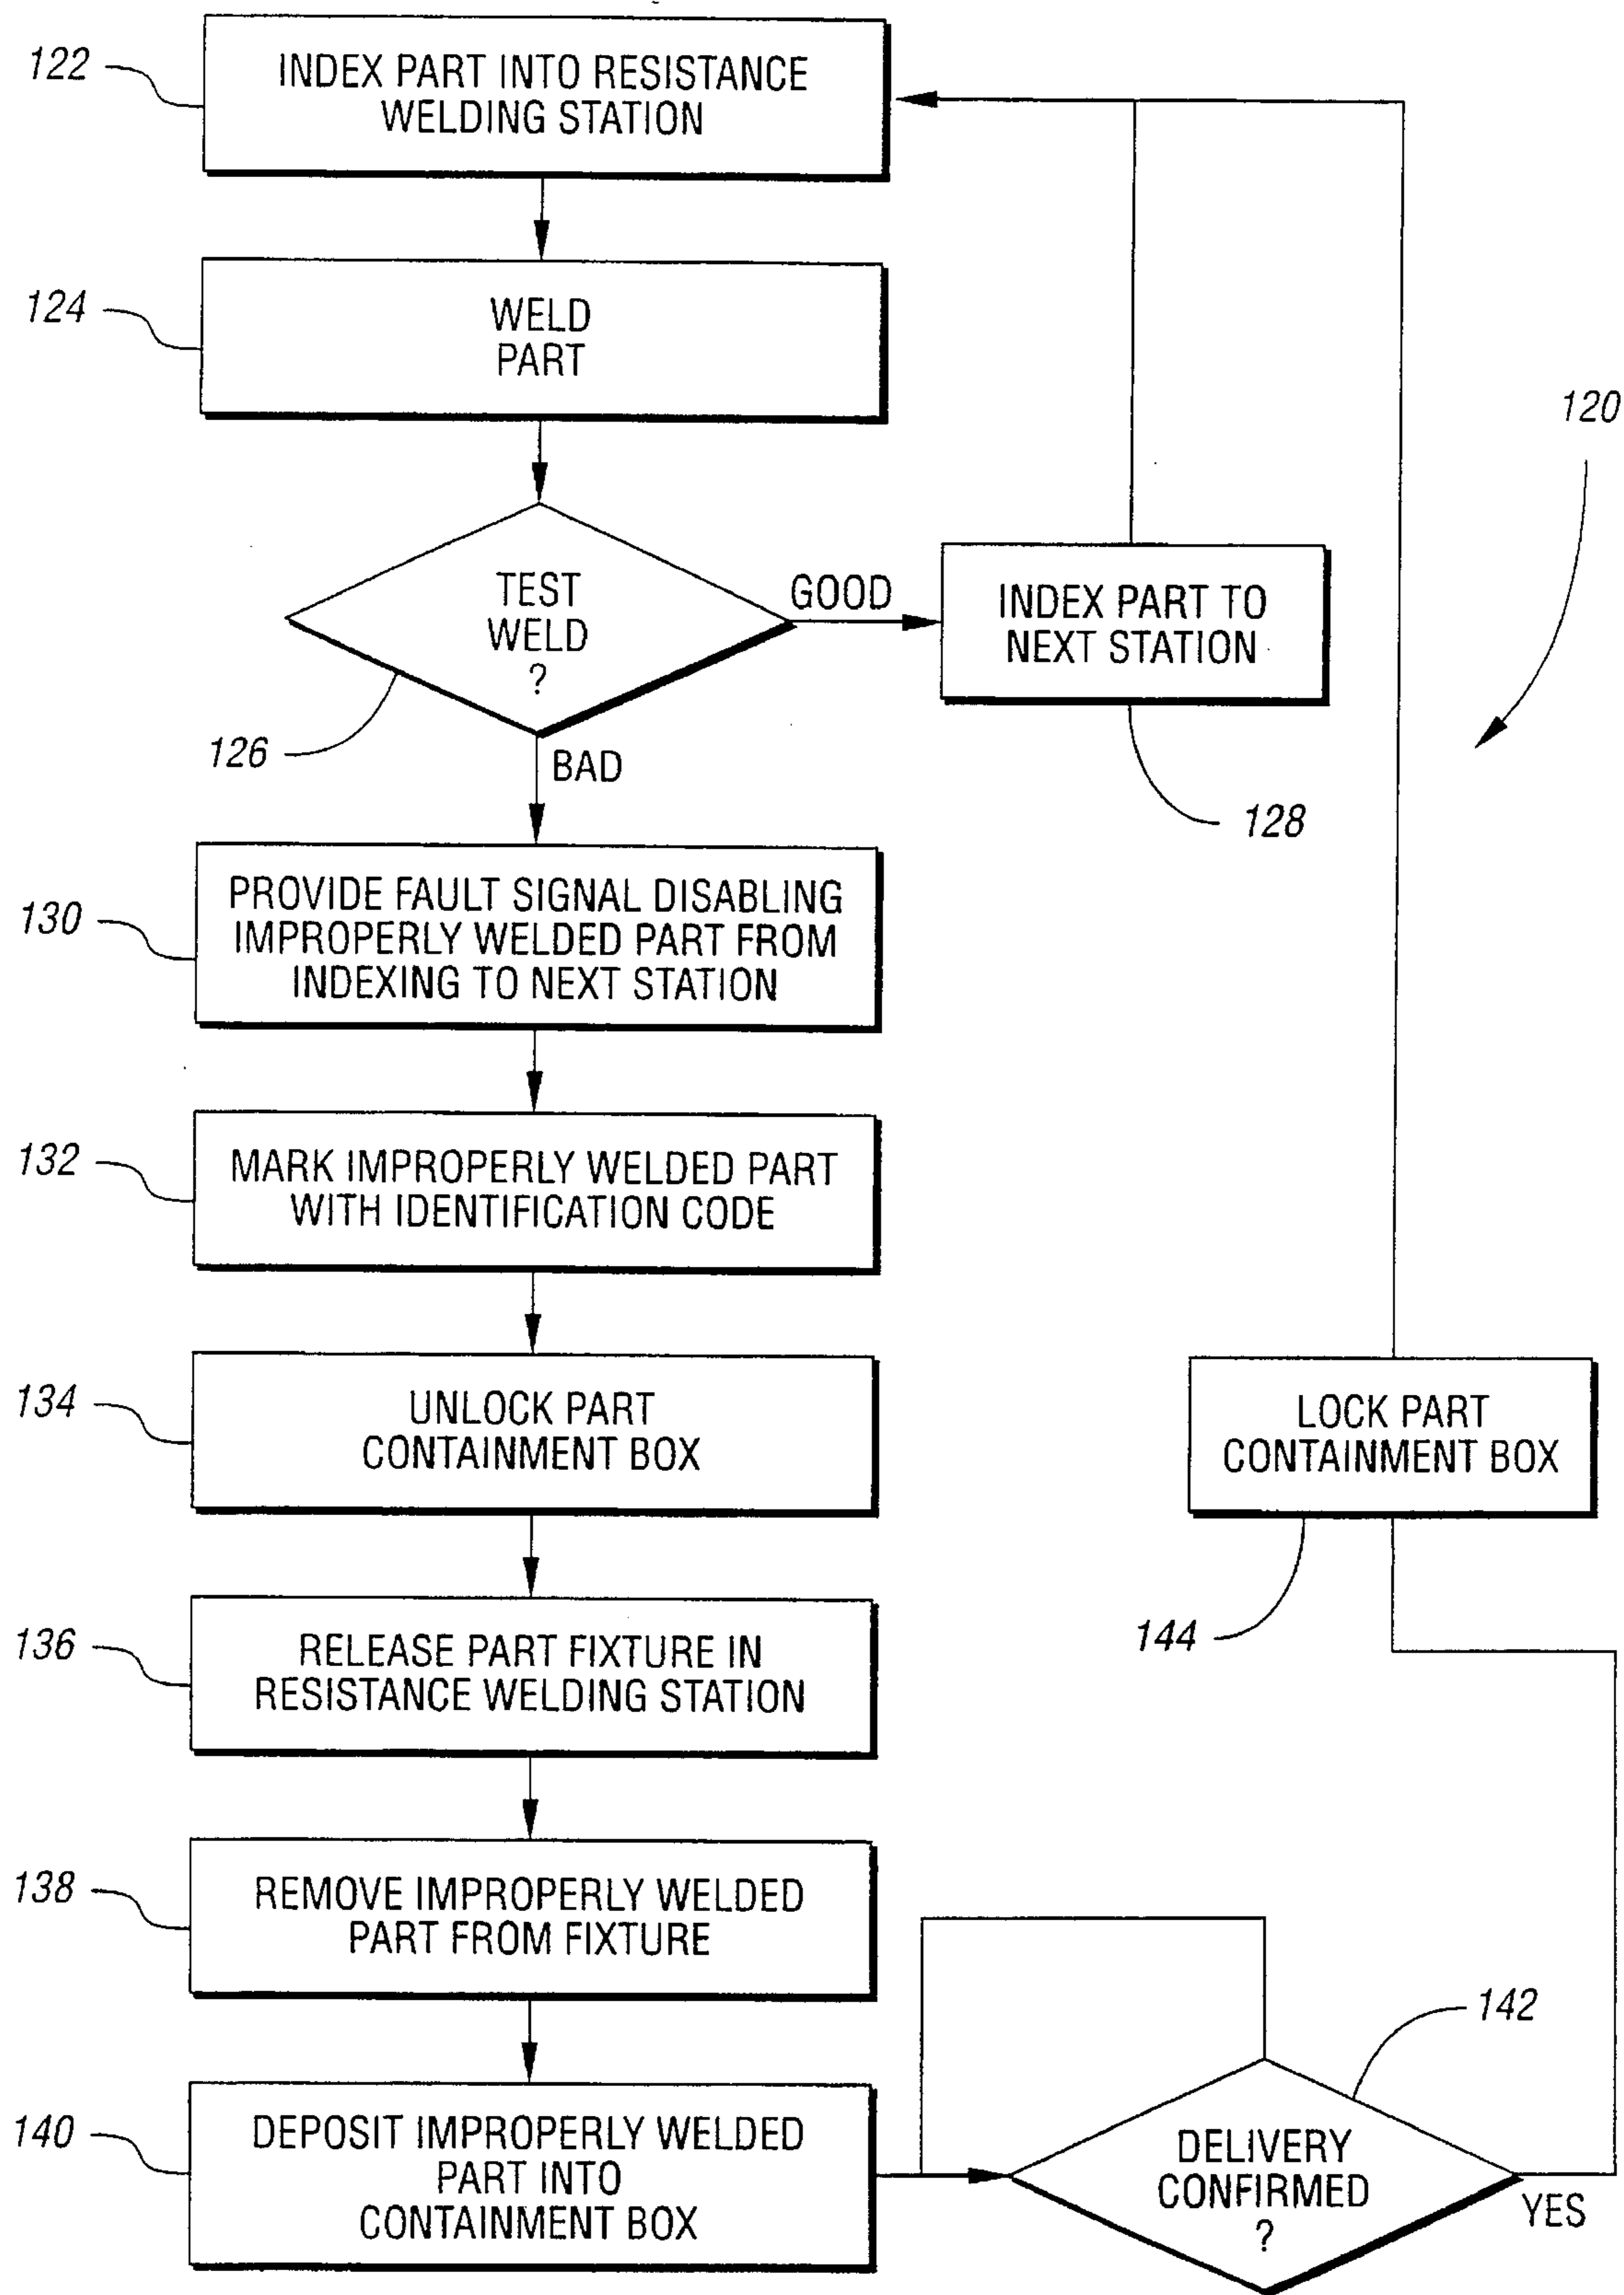 122
INDEX PART INTO RESISTANCE
WELDING STATION
124
WELD
PART
120
TEST
WELD
?
GOOD
INDEX PART TO
NEXT STATION
126
BAD
128
130
PROVIDE FAULT SIGNAL DISABLING
IMPROPERLY WELDED PART FROM
INDEXING TO NEXT STATION
132
MARK IMPROPERLY WELDED PART
WITH IDENTIFICATION CODE
134
UNLOCK PART
CONTAINMENT BOX
LOCK PART
CONTAINMENT BOX
136
RELEASE PART FIXTURE IN
RESISTANCE WELDING STATION
144
138
REMOVE IMPROPERLY WELDED
PART FROM FIXTURE
142
140
DEPOSIT IMPROPERLY WELDED
PART INTO
CONTAINMENT BOX
DELIVERY
CONFIRMED
?
YES